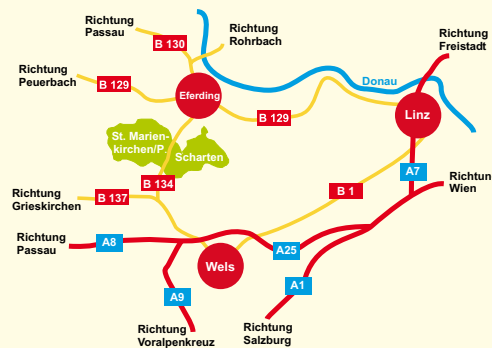 Richtung
Passau
B 130
Richtung
Rohrbach
Richtung
Freistadt
Richtung
Peuerbach
B 129
Eferding
B 129
Donau
Linz
St. Marien-
kirchen/P.
Scharten
B 134
A7
Richtun
Wien
Richtung
Grieskirchen
B 137
B 1
Richtung
Passau
A8
A25
Wels
A1
A9
Richtung
Voralpenkreuz
Richtung
Salzburg